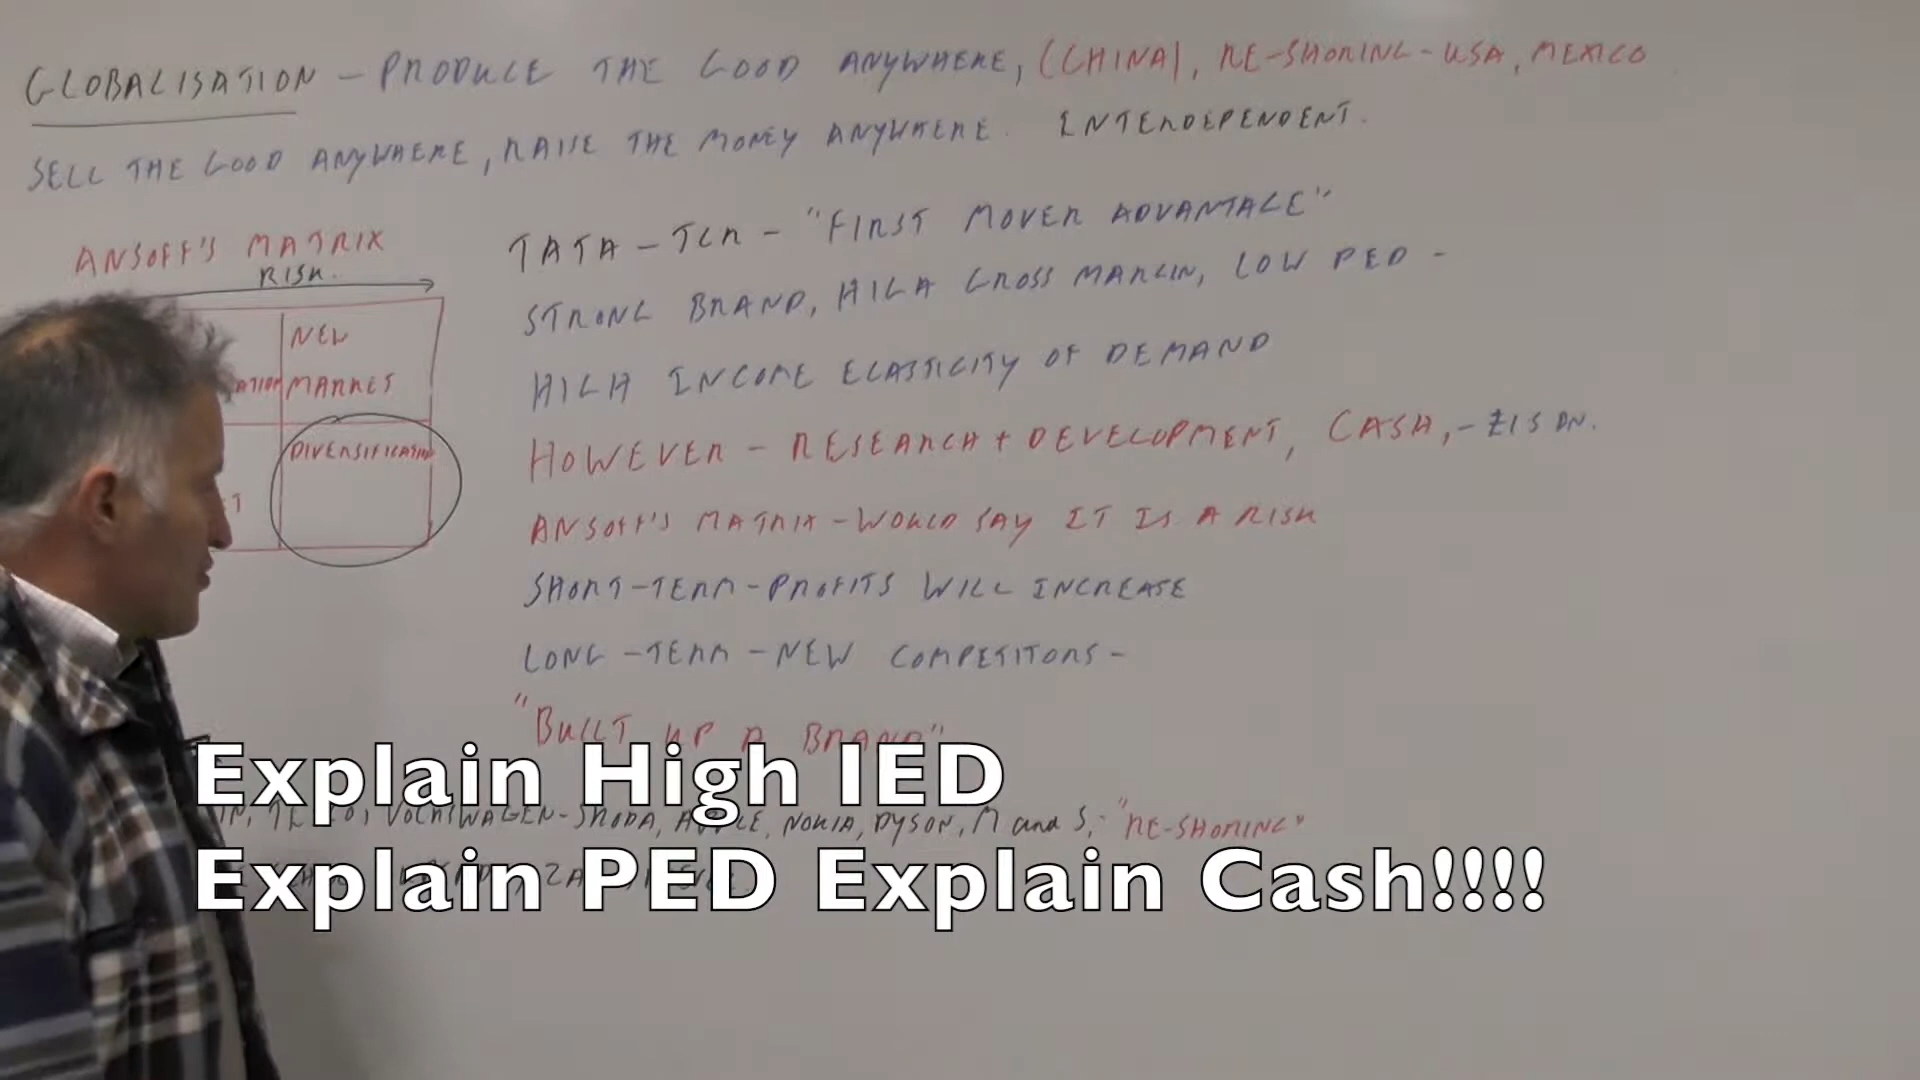 GLOBALISATION - PRODUCE THE GOOD ANYWHERE, (CHINA), RE-SHORING - USA, MEXICO
SELL THE GOOD ANYWHERE, RAISE THE MONEY ANYWHERE. INTERDEPENDENT.
ANSOFF'S MATRIX
RISK.
NEW
MARKET
DIVERSIFICATION
TATA - TCR - "FIRST MOVER ADVANTAGE"
STRONG BRAND, HIGH GROSS MARGIN, LOW PED -
HIGH INCOME ELASTICITY OF DEMAND
HOWEVER - RESEARCH + DEVELOPMENT, CASH, - £15 BN.
ANSOFF'S MATRIX - WOULD SAY IT IS A RISK
SHORT-TERM - PROFITS WILL INCREASE
LONG-TERM - NEW COMPETITORS -
"BUILT UP A BRAND"
VOLKSWAGEN - SKODA, APPLE, NOKIA, DYSON, M and S, - "RE-SHORING"
Explain High IED
Explain PED Explain Cash!!!!